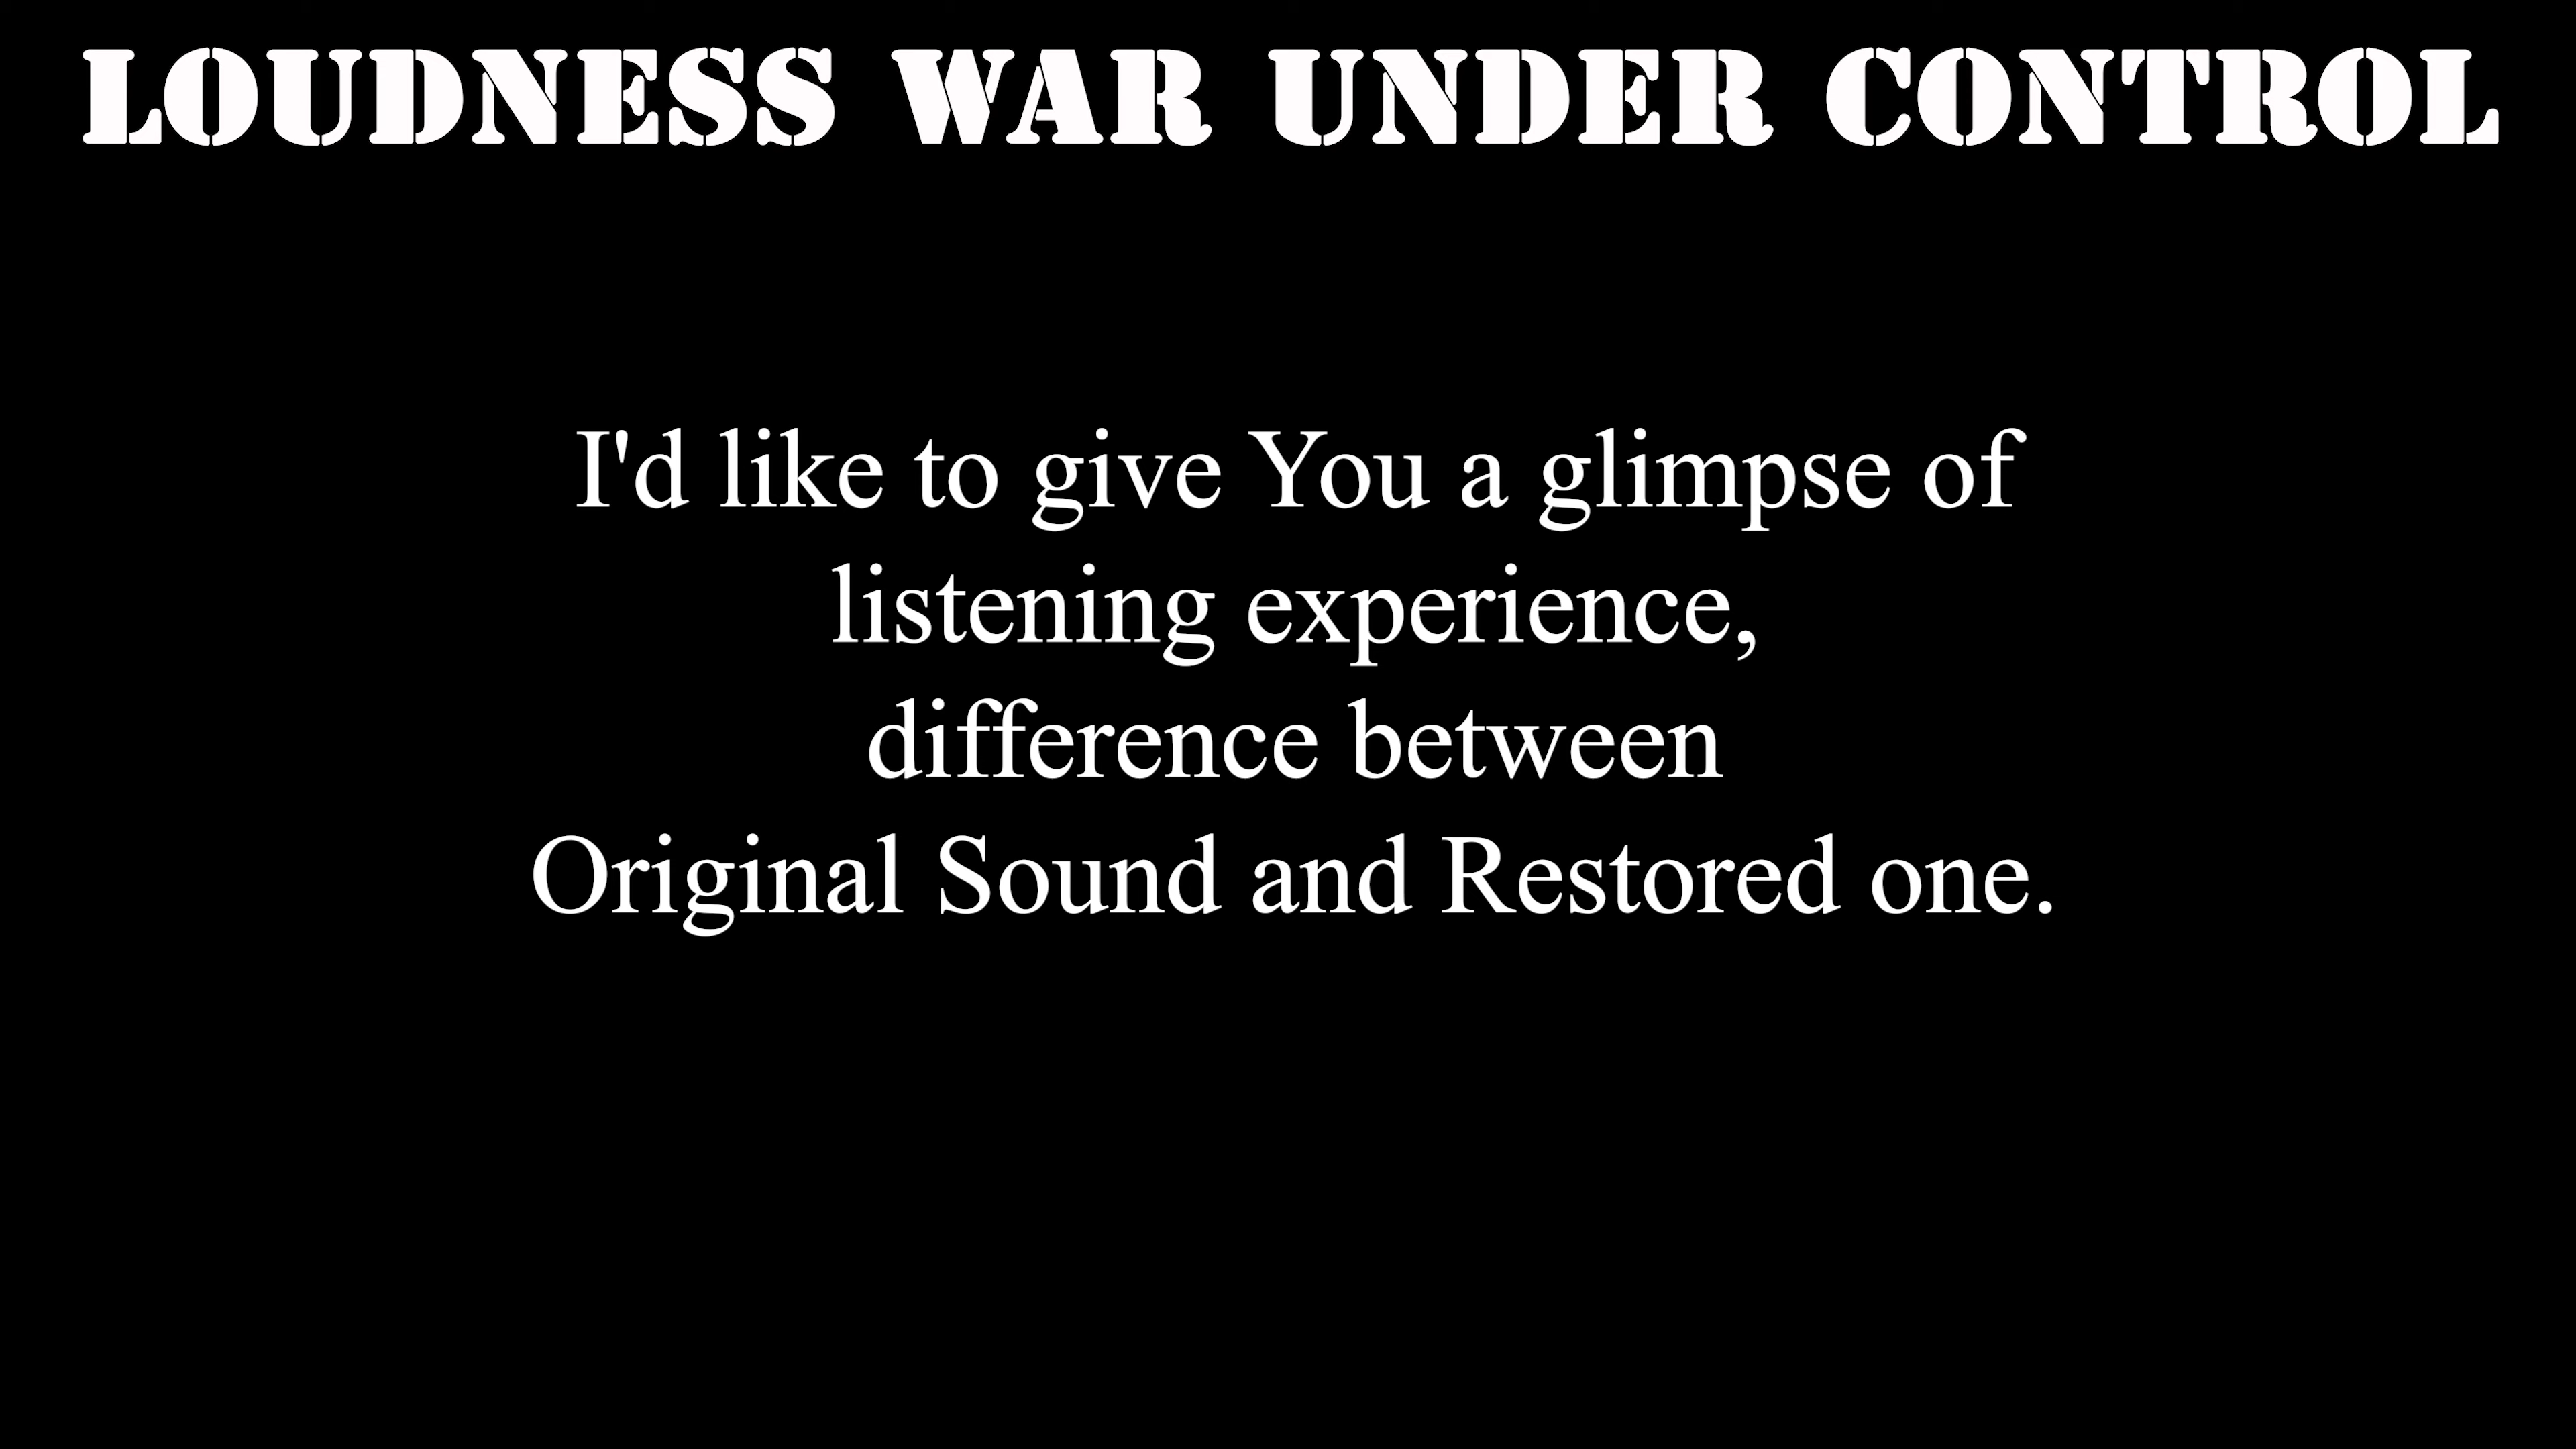 LOUDNESS WAR UNDER CONTROL
I'd like to give You a glimpse of
listening experience,
difference between
Original Sound and Restored one.